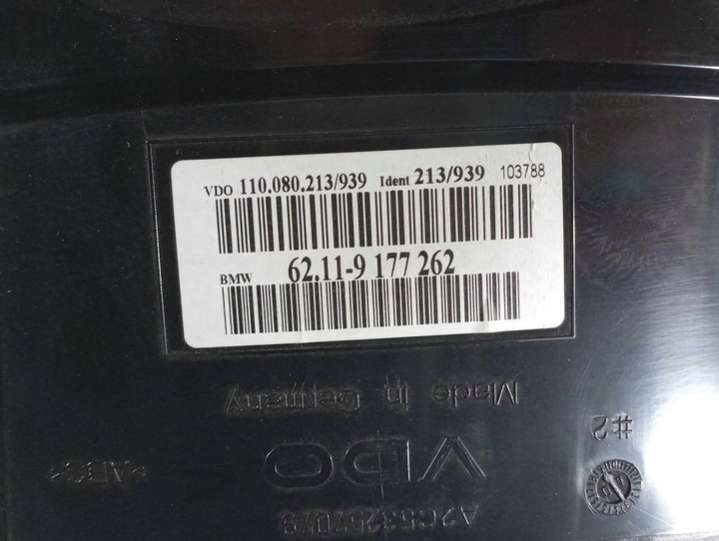 VDO 110.080.213/939 Ident 213/939 103788
BMW 62.11-9 177 262
Made in Germany
#2
VDO